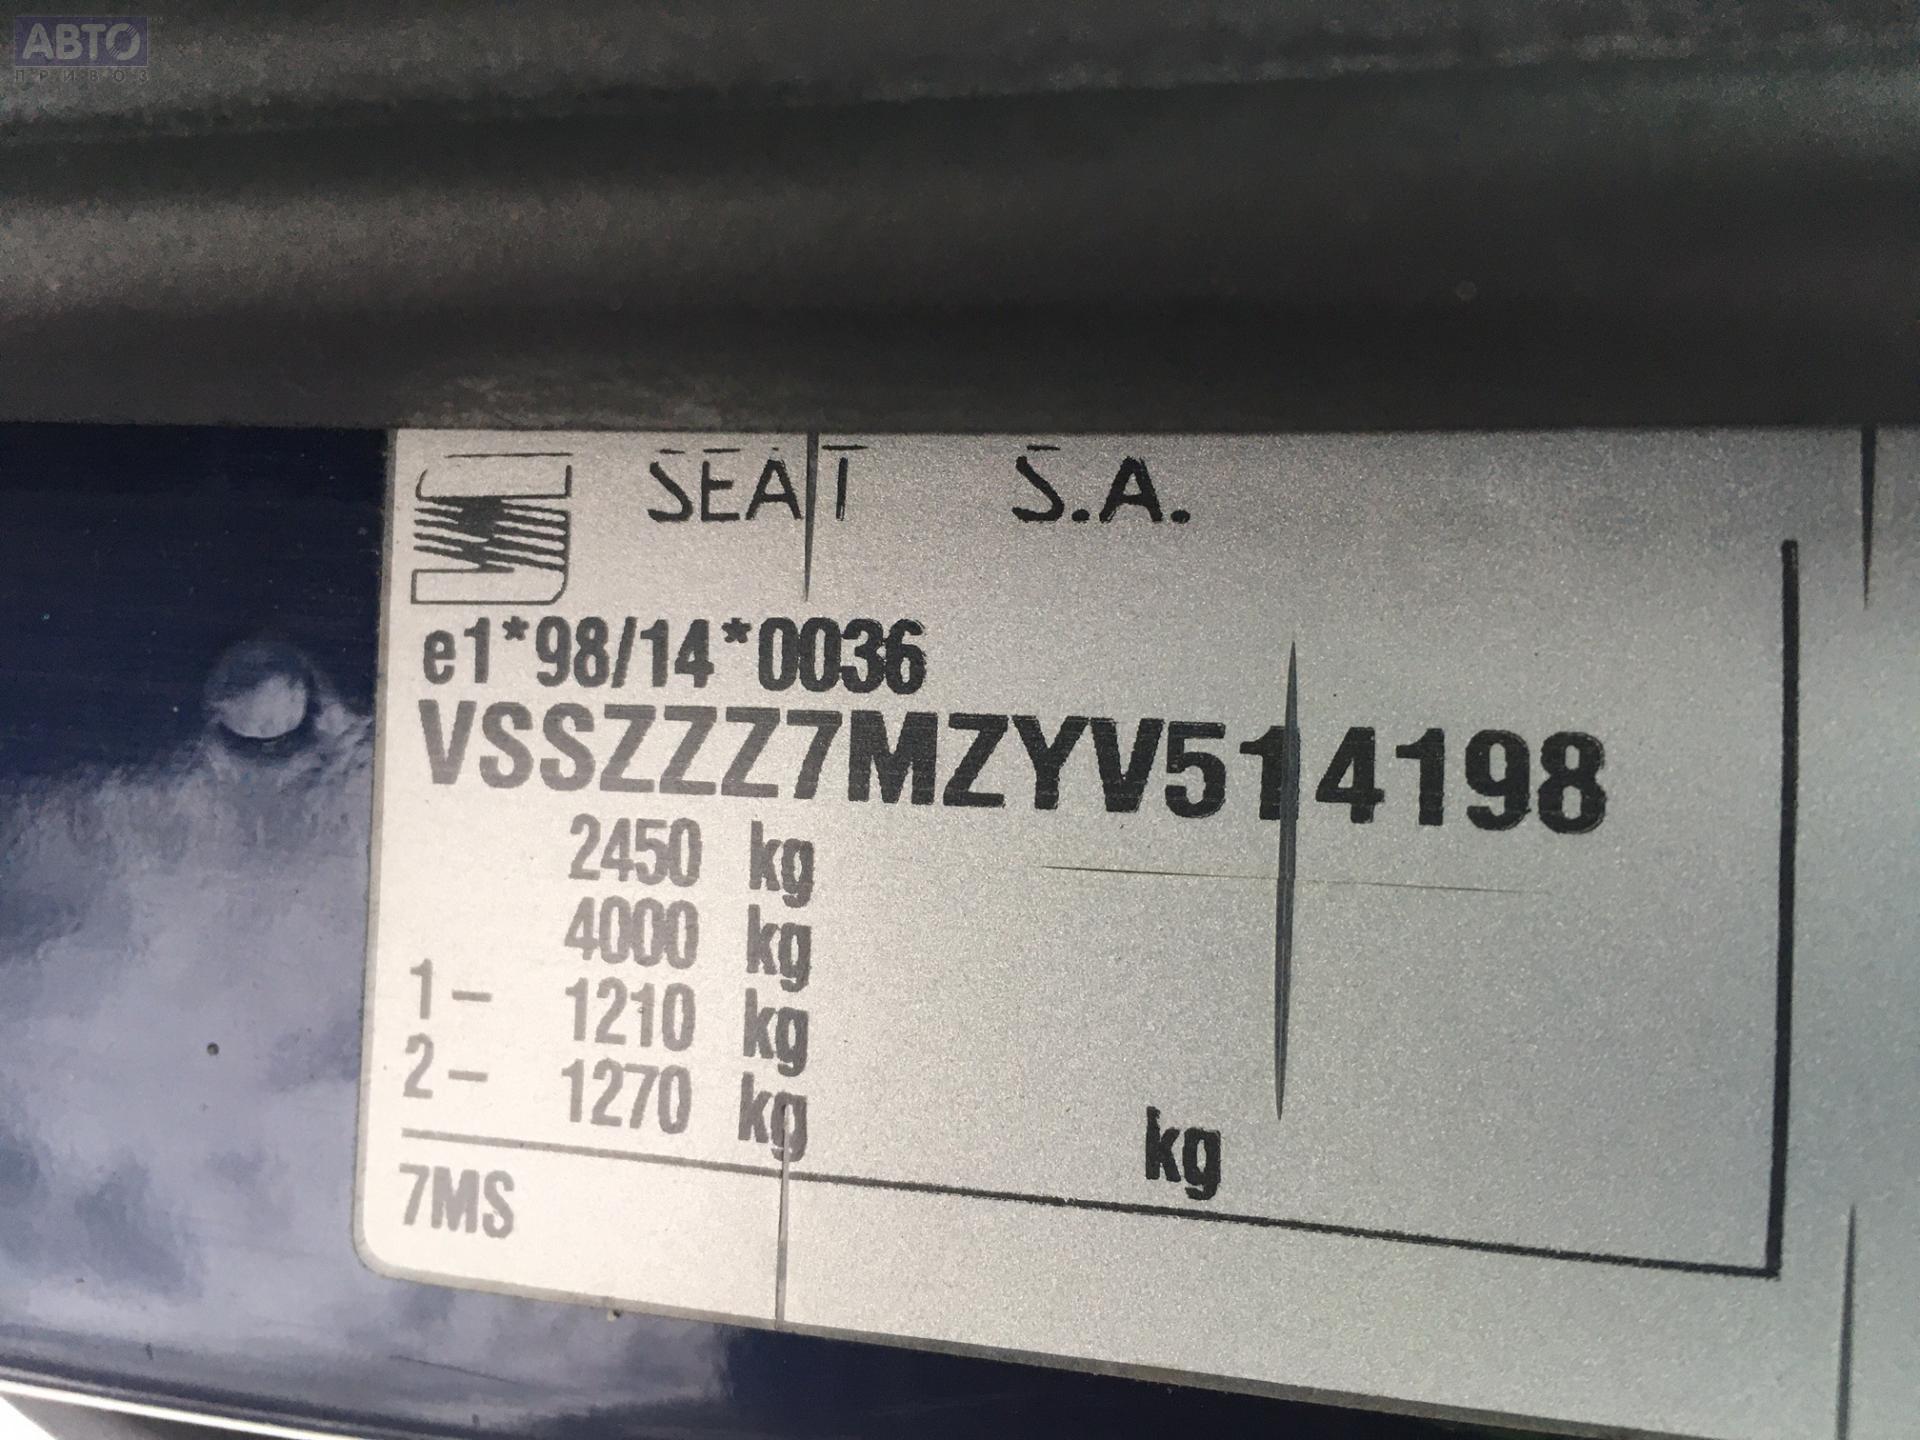 АВТО
ПРИВОЗ
SEAT S.A.
e1*98/14*0036
VSSZZZ7MZYV514198
2450 kg
4000 kg
1- 1210 kg
2- 1270 kg
kg
7MS